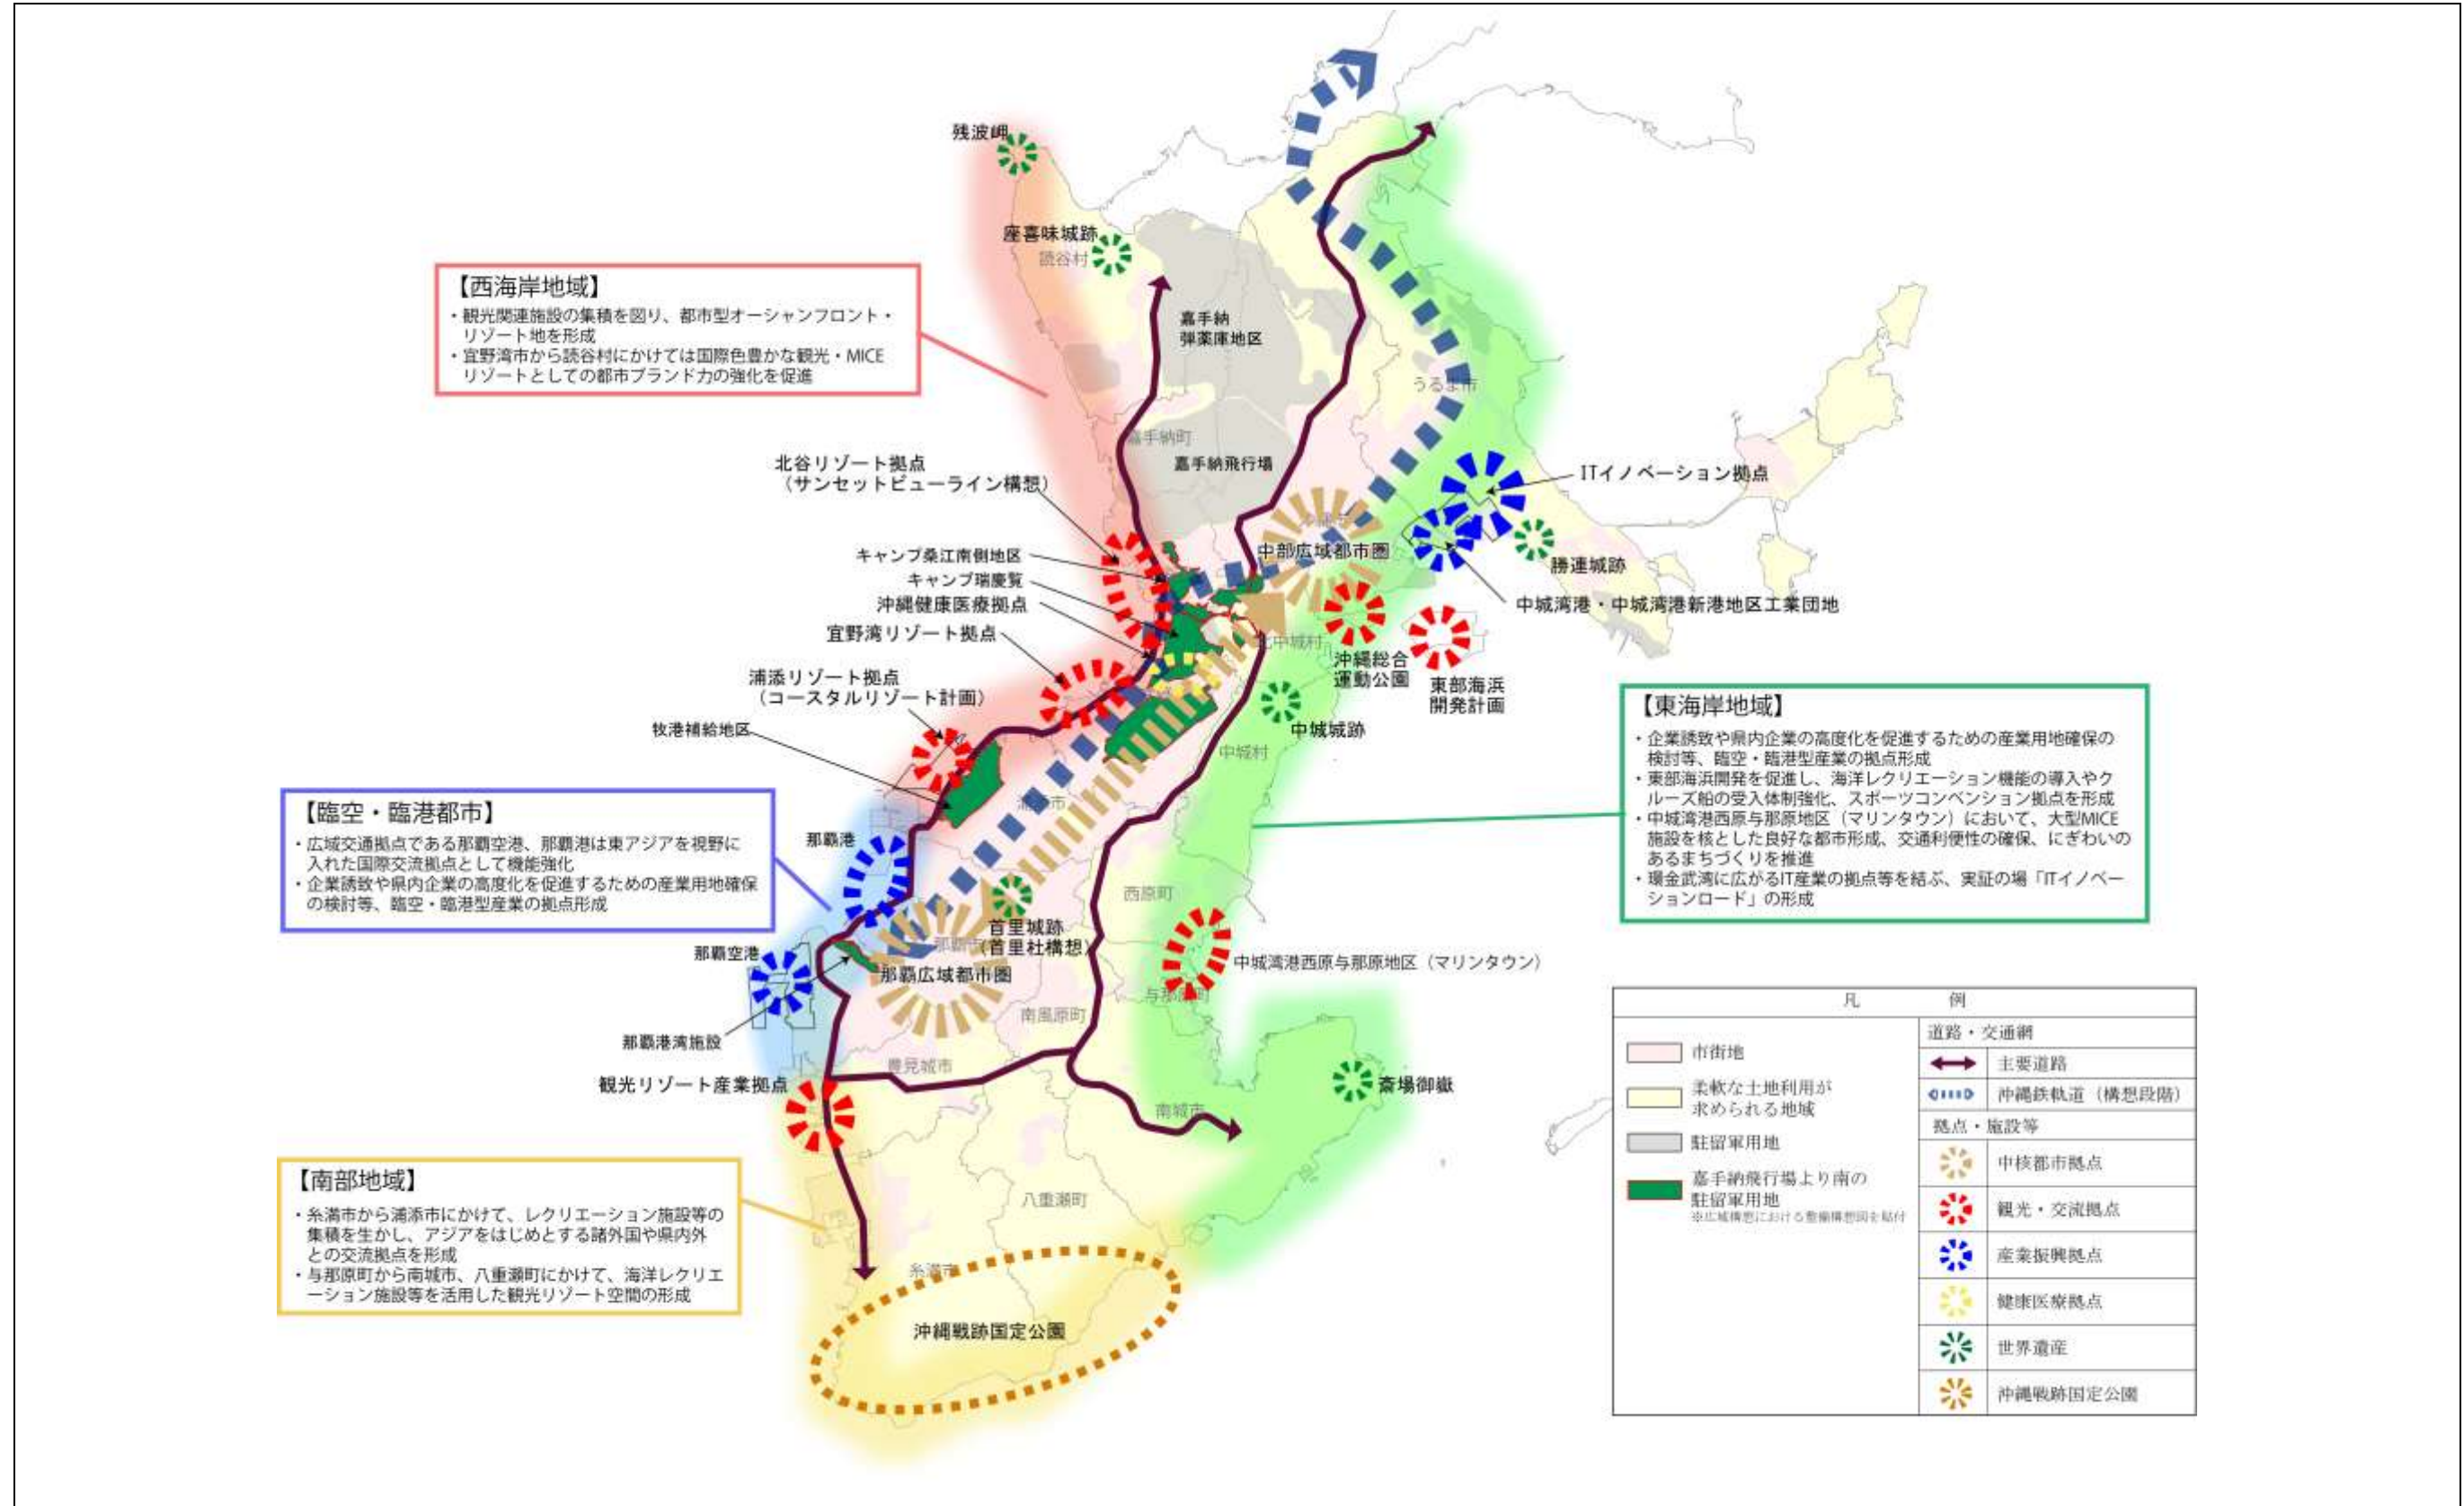 残波岬
座喜味城跡
読谷村
【西海岸地域】
・観光関連施設の集積を図り、都市型オーシャンフロント・
リゾート地を形成
・宜野湾市から読谷村にかけては国際色豊かな観光・MICE
リゾートとしての都市ブランド力の強化を促進
嘉手納
弾薬庫地区
うるま市
嘉手納町
嘉手納飛行場
北谷リゾート拠点
（サンセットビューライン構想）
ITイノベーション拠点
中部広域都市圏
キャンプ桑江南側地区
キャンプ瑞慶覧
沖縄健康医療拠点
宜野湾リゾート拠点
勝連城跡
中城湾港・中城湾港新港地区工業団地
北中城村
沖縄総合
運動公園
東部海浜
開発計画
浦添リゾート拠点
（コースタルリゾート計画）
牧港補給地区
中城城跡
中城村
【東海岸地域】
・企業誘致や県内企業の高度化を促進するための産業用地確保の
検討等、臨空・臨港型産業の拠点形成
・東部海浜開発を促進し、海洋レクリエーション機能の導入やク
ルーズ船の受入体制強化、スポーツコンベンション拠点を形成
・中城湾港西原与那原地区（マリンタウン）において、大型MICE
施設を核とした良好な都市形成、交通利便性の確保、にぎわいの
あるまちづくりを推進
・環金武湾に広がるIT産業の拠点等を結ぶ、実証の場「ITイノベー
ションロード」の形成
【臨空・臨港都市】
・広域交通拠点である那覇空港、那覇港は東アジアを視野に
入れた国際交流拠点として機能強化
・企業誘致や県内企業の高度化を促進するための産業用地確保
の検討等、臨空・臨港型産業の拠点形成
浦添市
那覇港
西原町
首里城跡
（首里杜構想）
那覇市
那覇広域都市圏
那覇空港
中城湾港西原与那原地区（マリンタウン）
与那原町
南風原町
那覇港湾施設
豊見城市
観光リゾート産業拠点
斎場御嶽
南城市
【南部地域】
・糸満市から浦添市にかけて、レクリエーション施設等の
集積を生かし、アジアをはじめとする諸外国や県内外
との交流拠点を形成
・与那原町から南城市、八重瀬町にかけて、海洋レクリエ
ーション施設等を活用した観光リゾート空間の形成
八重瀬町
糸満市
沖縄戦跡国定公園
凡 例
市街地
柔軟な土地利用が
求められる地域
駐留軍用地
嘉手納飛行場より南の
駐留軍用地
※広域構想における整備構想図を貼付
道路・交通網
主要道路
沖縄鉄軌道（構想段階）
拠点・施設等
中核都市拠点
観光・交流拠点
産業振興拠点
健康医療拠点
世界遺産
沖縄戦跡国定公園